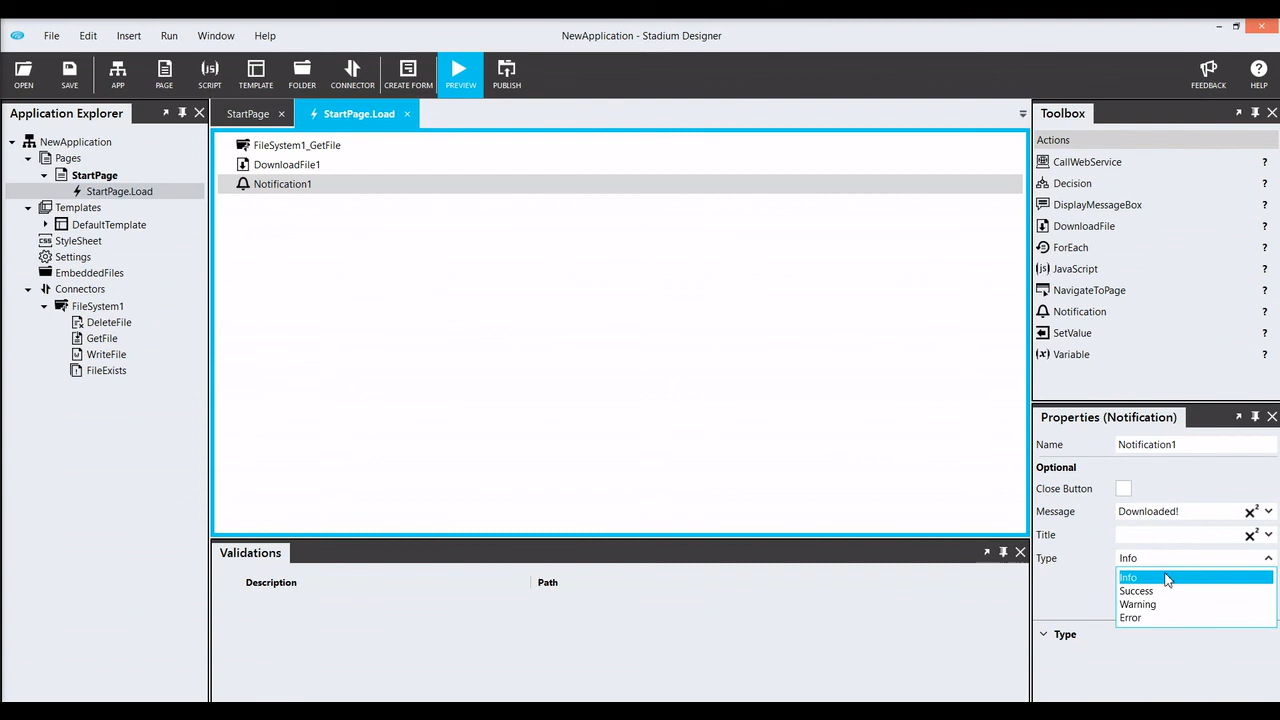 File Edit Insert Run Window Help
NewApplication - Stadium Designer
OPEN SAVE APP PAGE SCRIPT TEMPLATE FOLDER CONNECTOR CREATE FORM PREVIEW PUBLISH FEEDBACK HELP
Application Explorer
NewApplication
Pages
StartPage
StartPage.Load
Templates
DefaultTemplate
CSS StyleSheet
Settings
EmbeddedFiles
Connectors
FileSystem1
DeleteFile
GetFile
WriteFile
FileExists
StartPage
StartPage.Load
FileSystem1_GetFile
DownloadFile1
Notification1
Validations
Description Path
Toolbox
Actions
CallWebService ?
Decision ?
DisplayMessageBox ?
DownloadFile ?
ForEach ?
(js) JavaScript ?
NavigateToPage ?
Notification ?
SetValue ?
(x) Variable ?
Properties (Notification)
Name Notification1
Optional
Close Button
Message Downloaded!
Title
Type Info
Info
Success
Warning
Error
Type